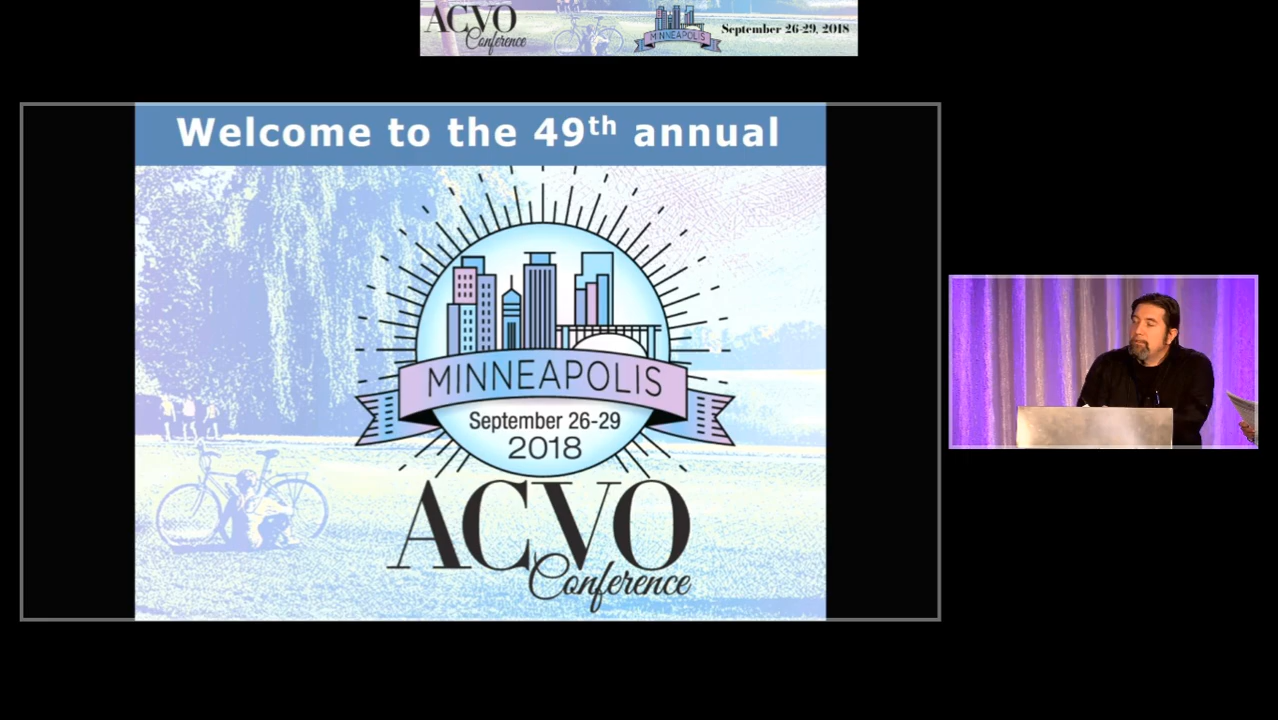 ACVO
Conference
MINNEAPOLIS
September 26-29, 2018
Welcome to the 49th annual
MINNEAPOLIS
September 26-29
2018
ACVO
Conference